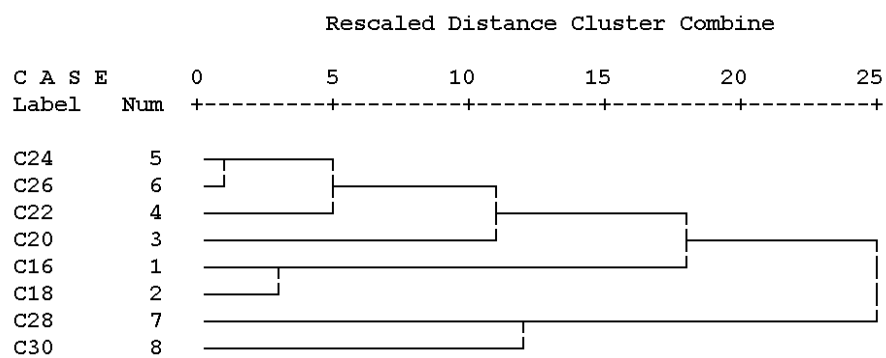 Rescaled Distance Cluster Combine
C A S E 0 5 10 15 20 25
Label Num +---------+---------+---------+---------+---------+
C24 5
C26 6
C22 4
C20 3
C16 1
C18 2
C28 7
C30 8